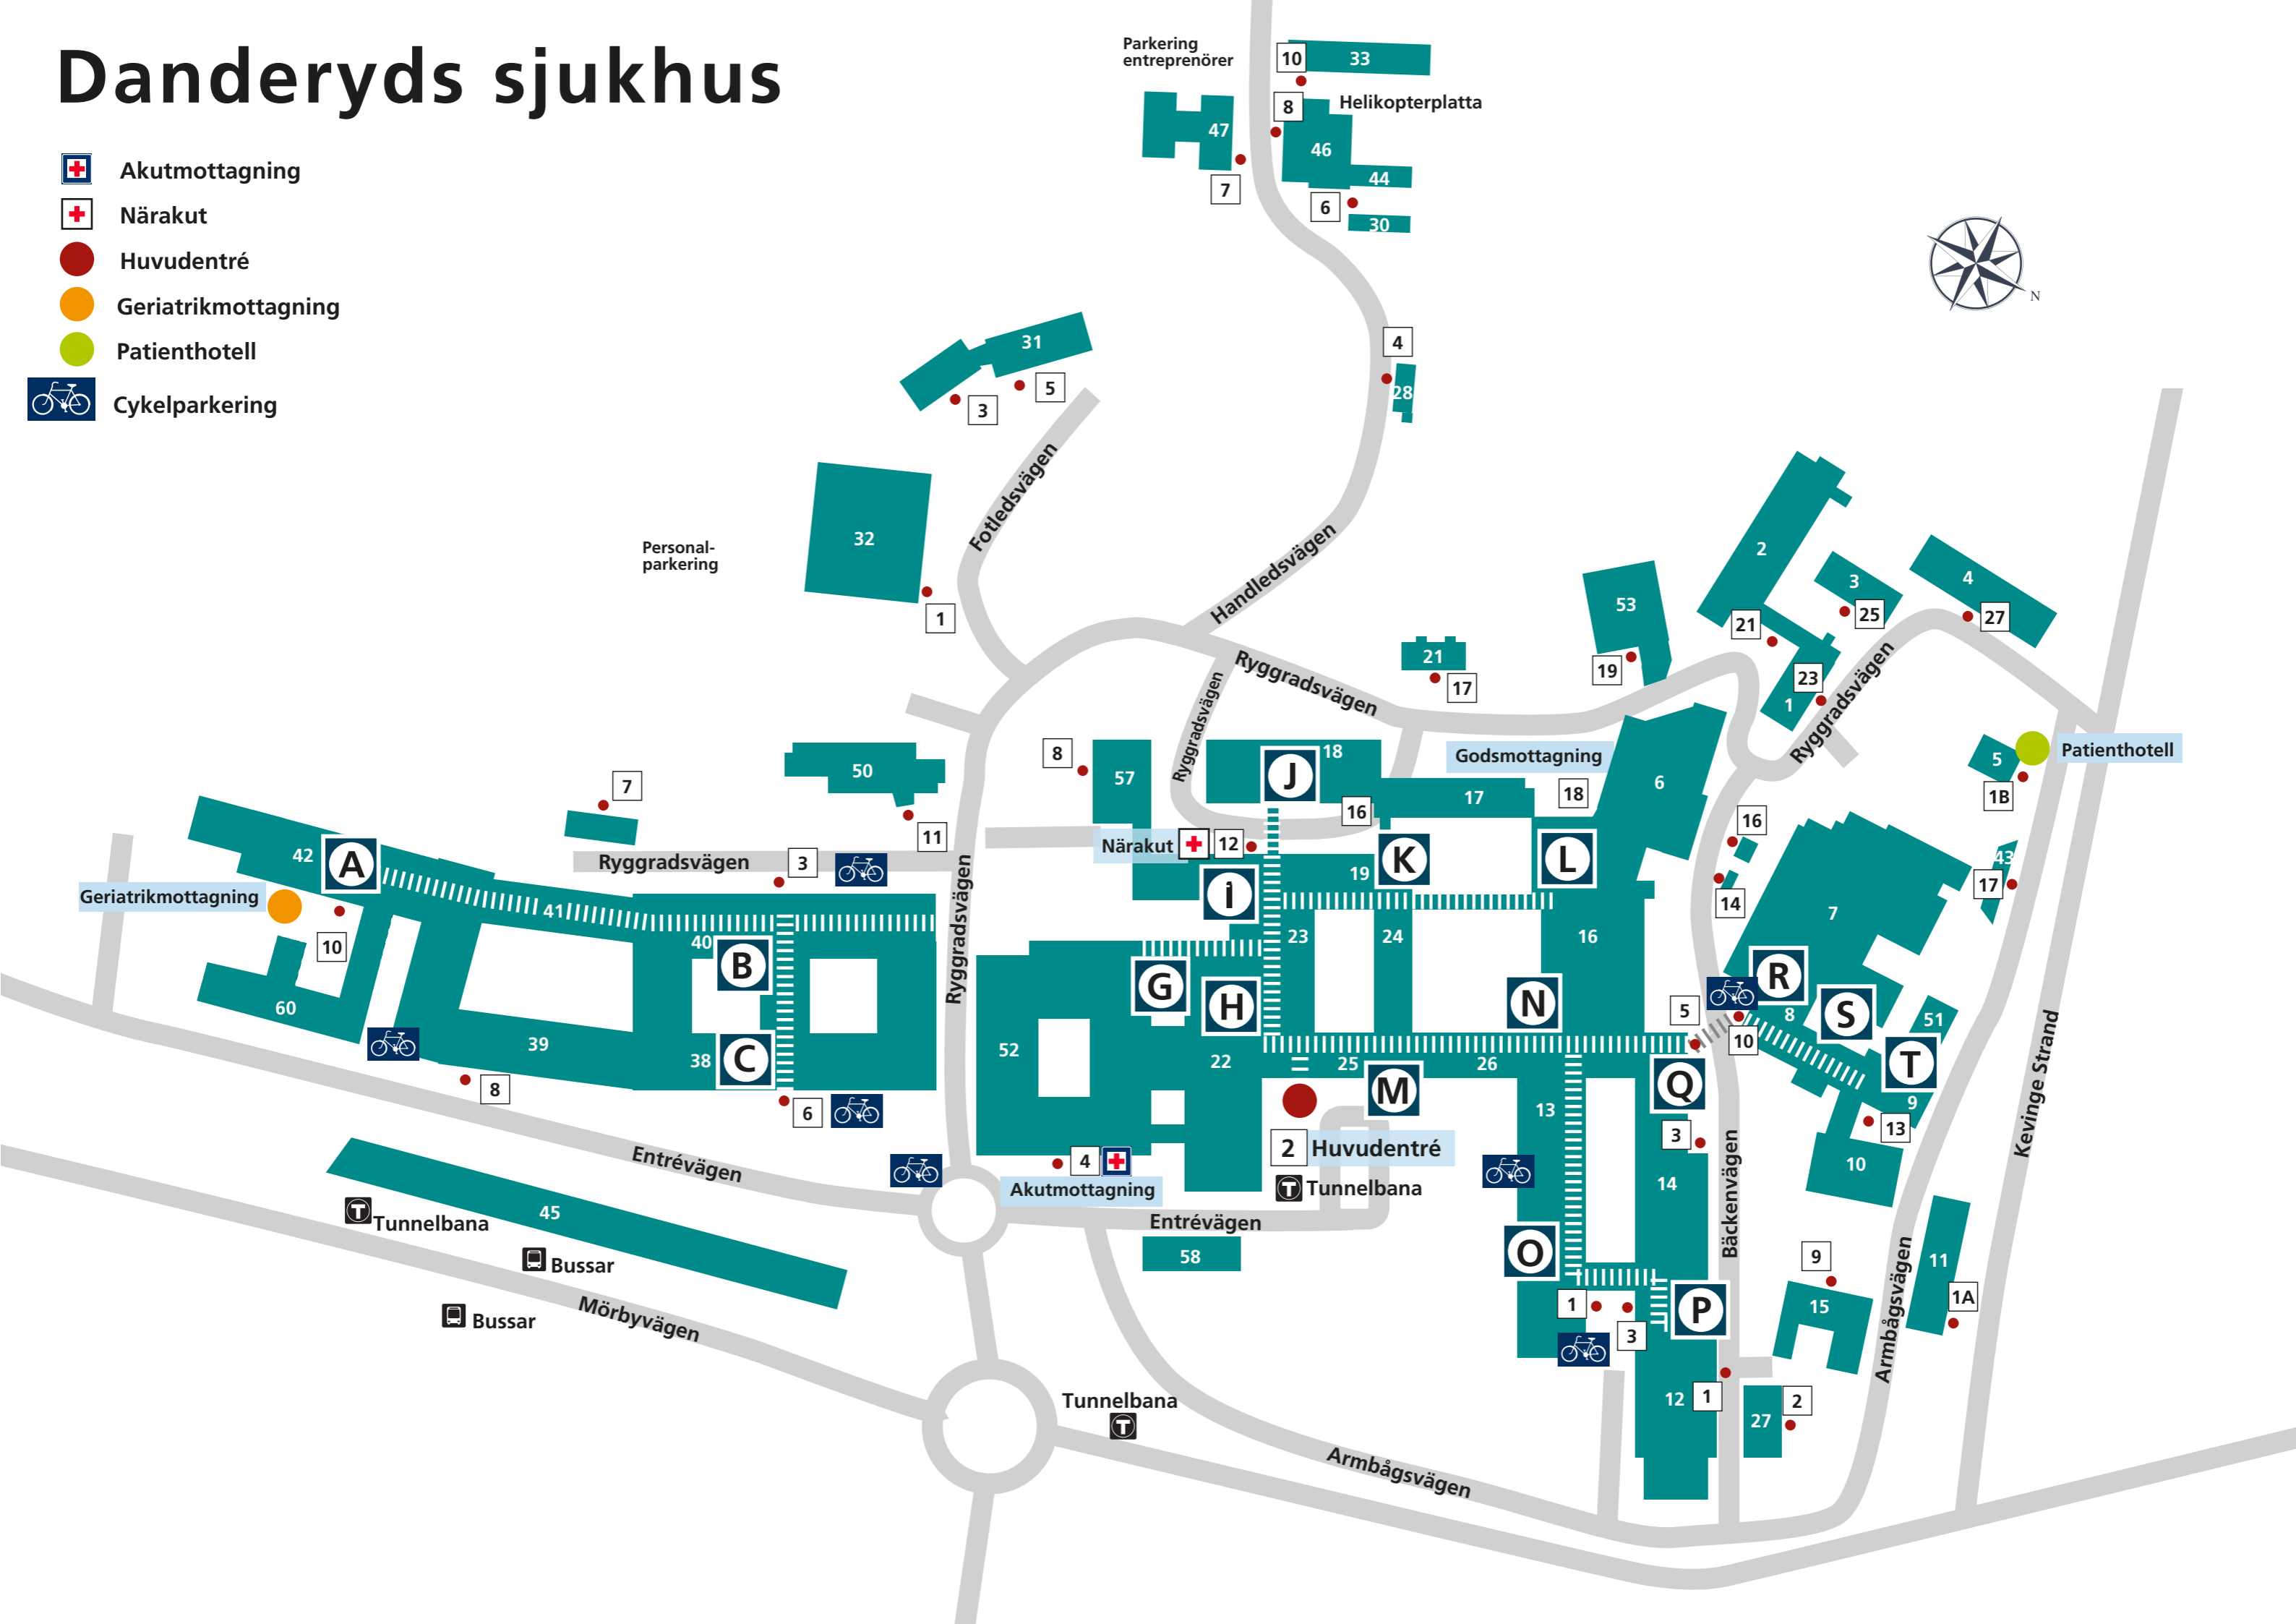 Danderyds sjukhus
Akutmottagning
Närakut
Huvudentré
Geriatrikmottagning
Patienthotell
Cykelparkering
Parkering
entreprenörer
10
33
8
Helikopterplatta
47
46
7
44
6
30
N
31
5
3
4
28
Fotledsvägen
32
Personal-
parkering
1
Handledsvägen
2
3
4
53
25
27
21
19
23
1
21
17
Ryggradsvägen
Ryggradsvägen
Ryggradsvägen
8
57
J
18
Godsmottagning
18
6
17
16
5
Patienthotell
1B
50
7
11
Ryggradsvägen
3
Närakut
12
K
L
19
I
16
14
43
17
7
42
A
Geriatrikmottagning
10
41
40
B
60
39
38
C
8
6
Ryggradsvägen
23
24
16
G
H
N
52
22
25
26
M
5
R
8
S
51
10
T
9
13
10
Q
3
13
14
Kevinge Strand
2
Huvudentré
Tunnelbana
4
Akutmottagning
Entrévägen
Entrévägen
58
Tunnelbana
45
Bussar
Bussar
Mörbyvägen
O
Bäckenvägen
P
1
3
9
15
11
1A
Armbågsvägen
12
1
27
2
Tunnelbana
Armbågsvägen